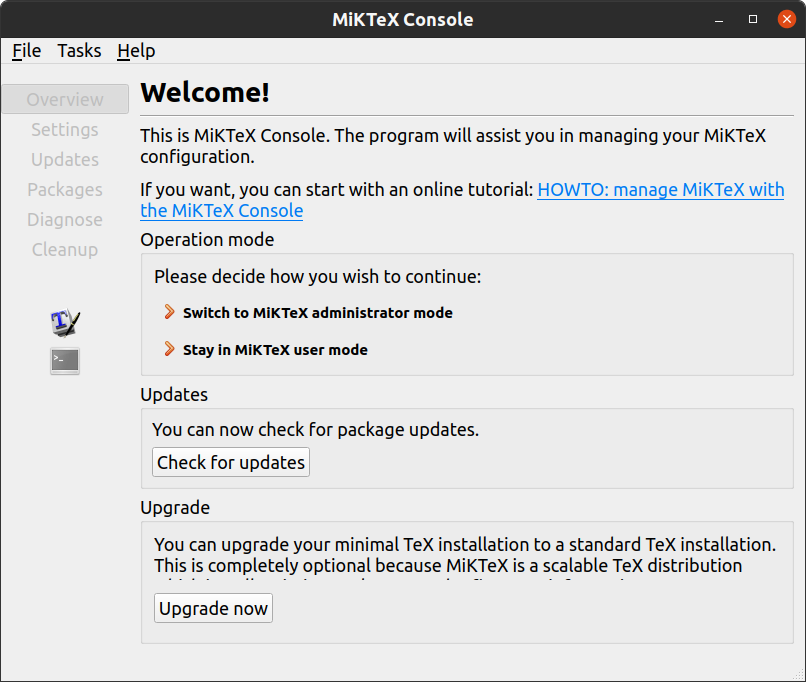 MiKTeX Console
File Tasks Help
Overview
Settings
Updates
Packages
Diagnose
Cleanup
Welcome!
This is MiKTeX Console. The program will assist you in managing your MiKTeX
configuration.
If you want, you can start with an online tutorial: HOWTO: manage MiKTeX with
the MiKTeX Console
Operation mode
Please decide how you wish to continue:
Switch to MiKTeX administrator mode
Stay in MiKTeX user mode
Updates
You can now check for package updates.
Check for updates
Upgrade
You can upgrade your minimal TeX installation to a standard TeX installation.
This is completely optional because MiKTeX is a scalable TeX distribution
Upgrade now